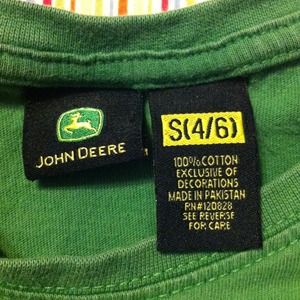 JOHN DEERE
S(4/6)
100% COTTON
EXCLUSIVE OF
DECORATIONS
MADE IN PAKISTAN
RN#120828
SEE REVERSE
FOR CARE